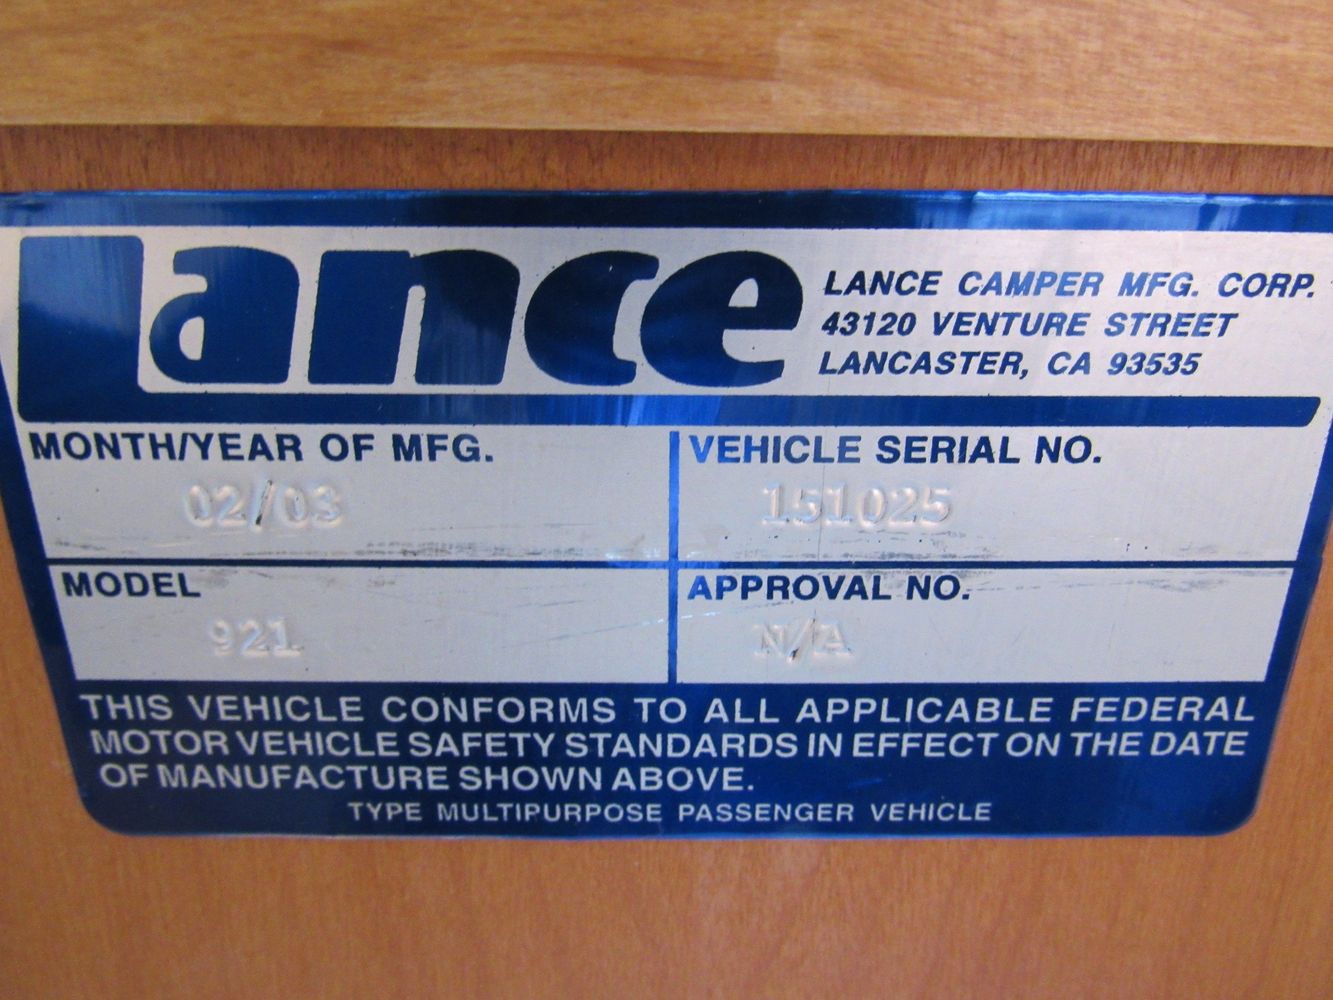 Lance
LANCE CAMPER MFG. CORP.
43120 VENTURE STREET
LANCASTER, CA 93535
MONTH/YEAR OF MFG.
02/03
VEHICLE SERIAL NO.
151025
MODEL
921
APPROVAL NO.
N/A
THIS VEHICLE CONFORMS TO ALL APPLICABLE FEDERAL
MOTOR VEHICLE SAFETY STANDARDS IN EFFECT ON THE DATE
OF MANUFACTURE SHOWN ABOVE.
TYPE MULTIPURPOSE PASSENGER VEHICLE